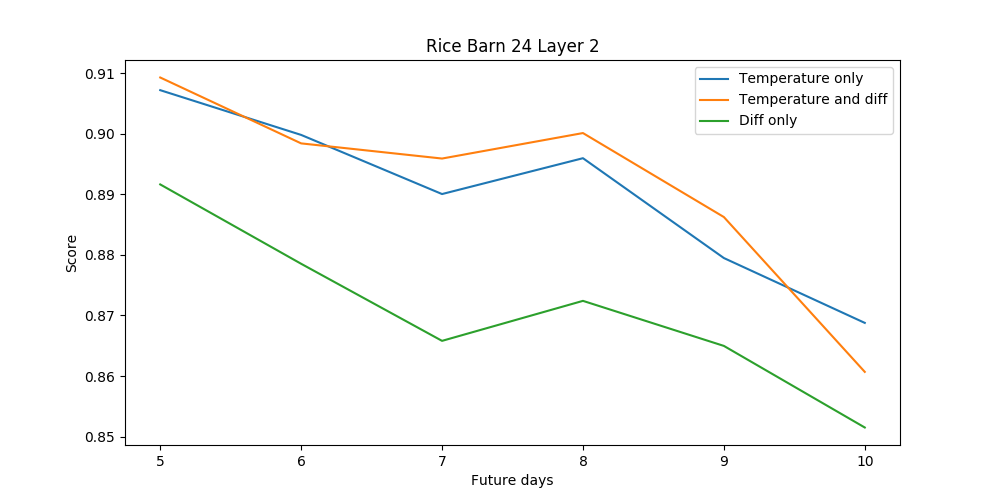 Rice Barn 24 Layer 2
Temperature only
Temperature and diff
Diff only
0.91
0.90
0.89
0.88
0.87
0.86
0.85
Score
5 6 7 8 9 10
Future days